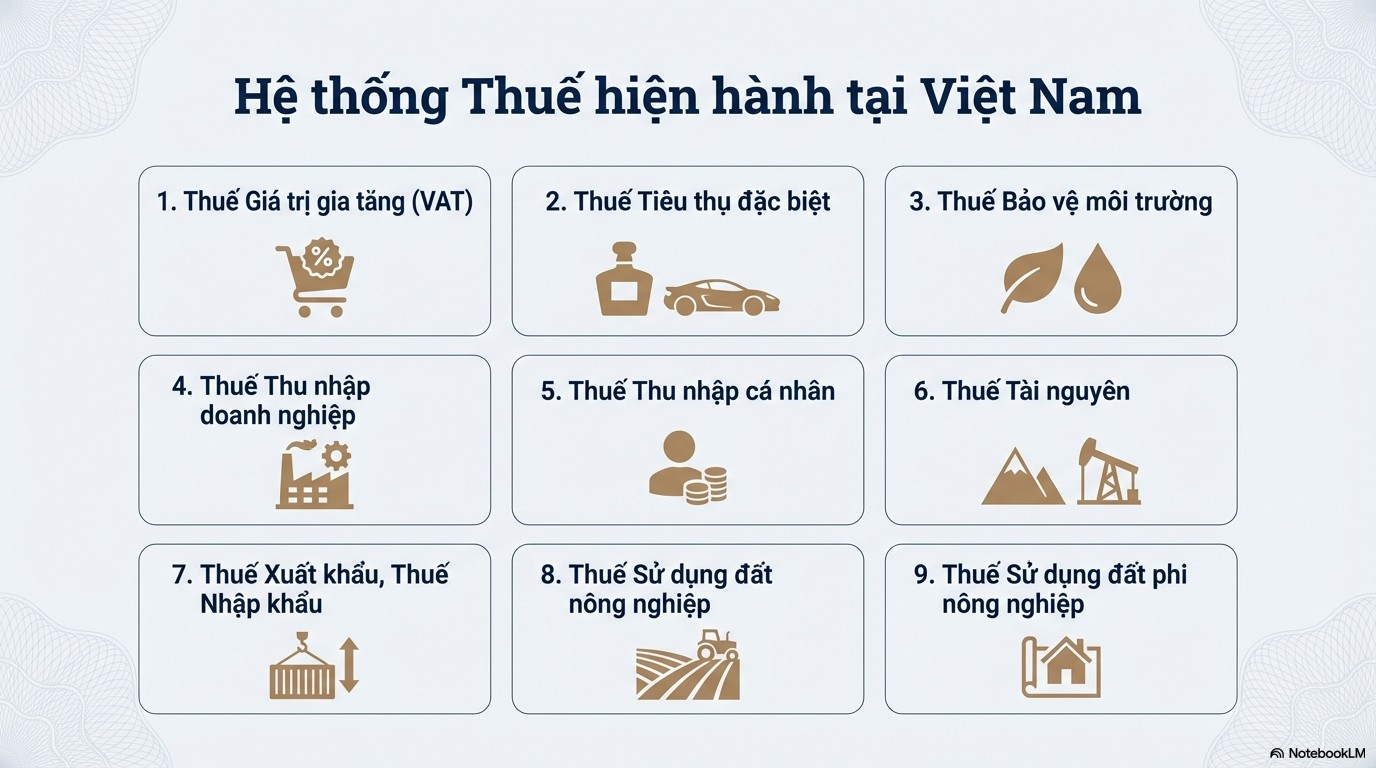 Hệ thống Thuế hiện hành tại Việt Nam
1. Thuế Giá trị gia tăng (VAT)
%
2. Thuế Tiêu thụ đặc biệt
3. Thuế Bảo vệ môi trường
4. Thuế Thu nhập
doanh nghiệp
5. Thuế Thu nhập cá nhân
6. Thuế Tài nguyên
7. Thuế Xuất khẩu, Thuế
Nhập khẩu
8. Thuế Sử dụng đất
nông nghiệp
9. Thuế Sử dụng đất phi
nông nghiệp
NotebookLM